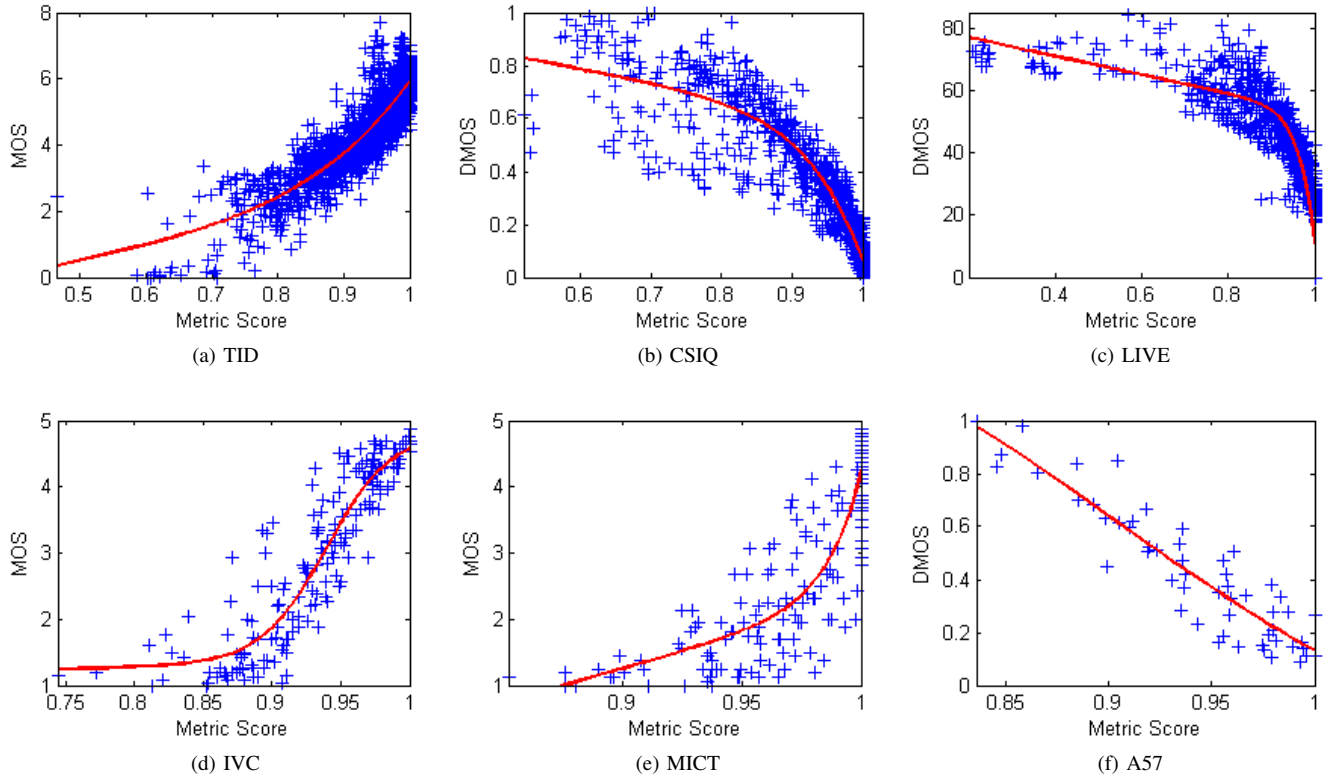 8
6
4
2
0
MOS
0.5 0.6 0.7 0.8 0.9 1
Metric Score
(a) TID
1
0.8
0.6
0.4
0.2
0
DMOS
0.6 0.7 0.8 0.9 1
Metric Score
(b) CSIQ
80
60
40
20
0
DMOS
0.4 0.6 0.8 1
Metric Score
(c) LIVE
5
4
3
2
1
MOS
0.75 0.8 0.85 0.9 0.95 1
Metric Score
(d) IVC
5
4
3
2
1
MOS
0.9 0.95 1
Metric Score
(e) MICT
1
0.8
0.6
0.4
0.2
0
DMOS
0.85 0.9 0.95 1
Metric Score
(f) A57